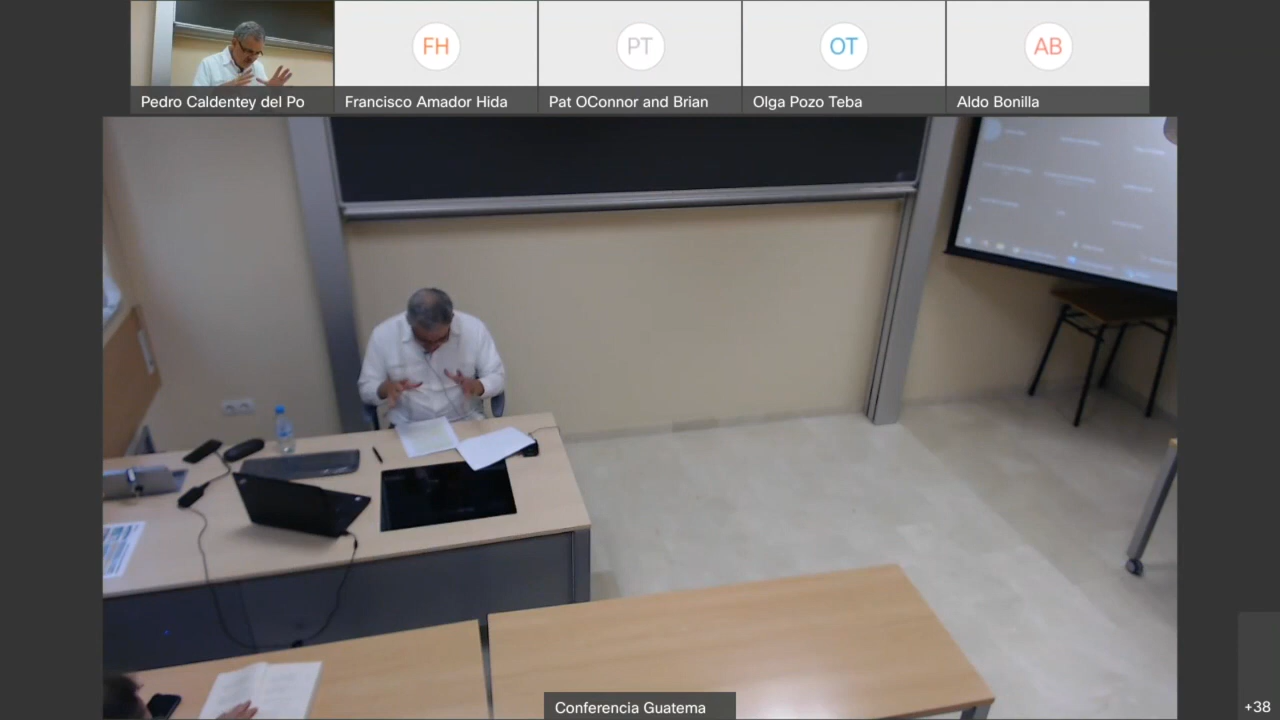 FH
PT
OT
AB
Pedro Caldentey del Po
Francisco Amador Hida
Pat OConnor and Brian
Olga Pozo Teba
Aldo Bonilla
Conferencia Guatema
+38